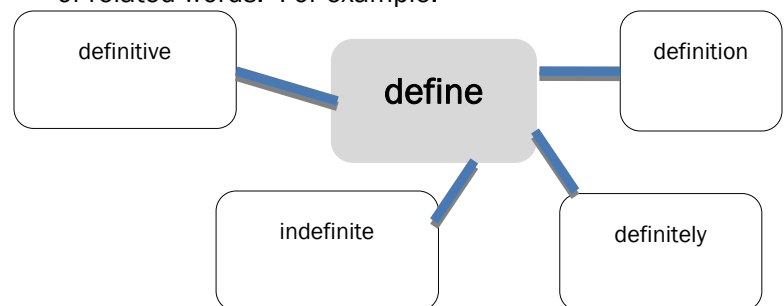 of related words. For example:
definitive
define
definition
indefinite
definitely